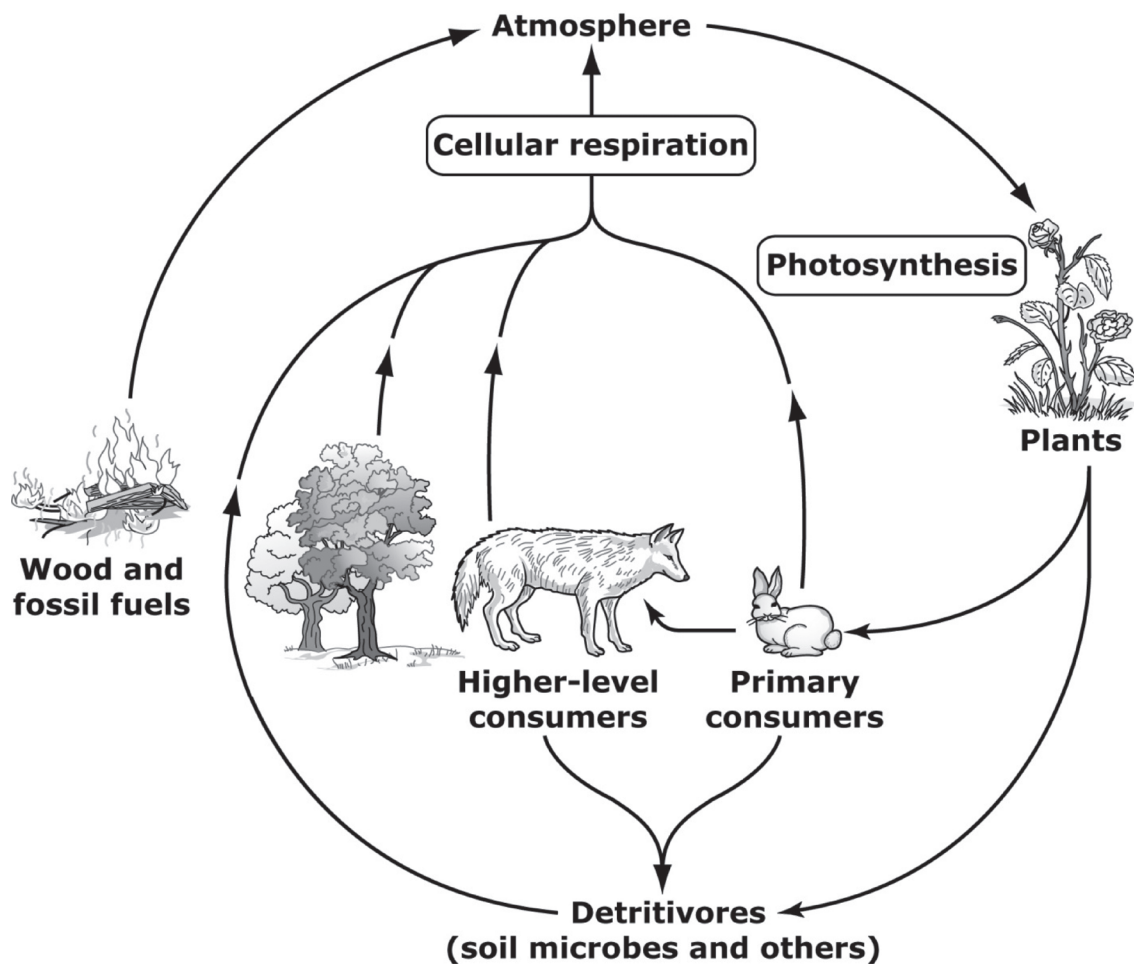 Atmosphere
Cellular respiration
Photosynthesis
Plants
Wood and
fossil fuels
Higher-level
consumers
Primary
consumers
Detritivores
(soil microbes and others)